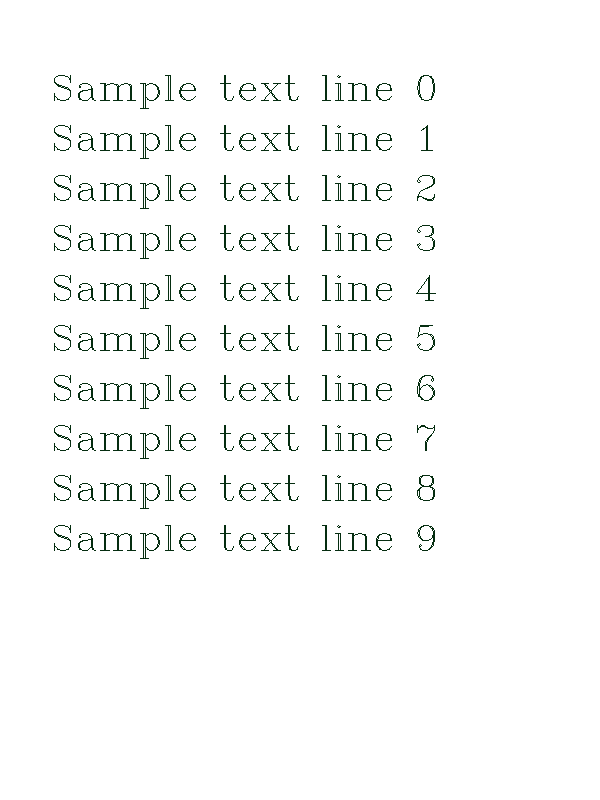 Sample text line 0
Sample text line 1
Sample text line 2
Sample text line 3
Sample text line 4
Sample text line 5
Sample text line 6
Sample text line 7
Sample text line 8
Sample text line 9